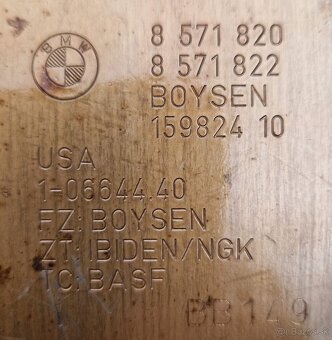 BMW
8 571 820
8 571 822
BOYSEN
159824 10
USA
1-06644.40
FZ: BOYSEN
ZT: IBIDEN/NGK
TC: BASF
BB149